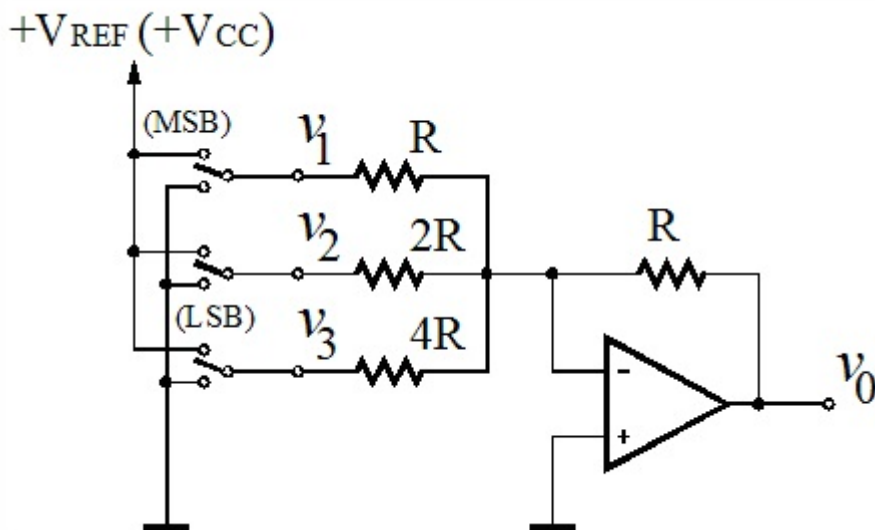 +VREF (+VCC)
(MSB)
v1
R
v2
2R
R
(LSB)
v3
4R
-
+
v0